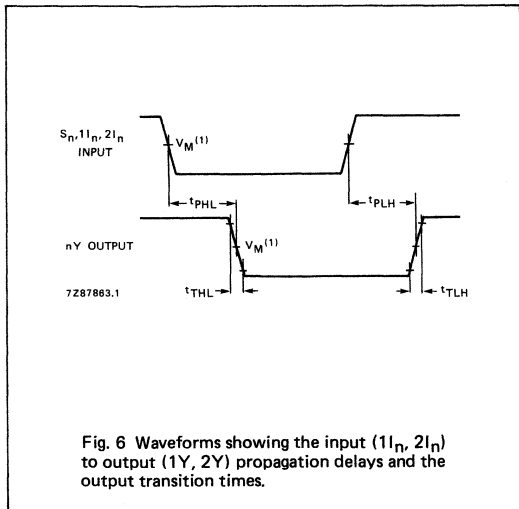 Sn, 1In, 2In
INPUT
VM(1)
tPHL
tPLH
nY OUTPUT
VM(1)
7Z87863.1
tTHL
tTLH
Fig. 6 Waveforms showing the input (1In, 2In)
to output (1Y, 2Y) propagation delays and the
output transition times.